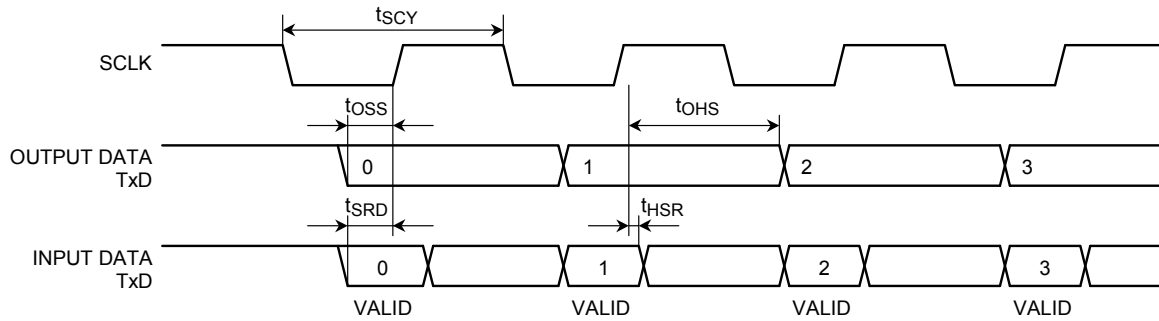 tSCY
SCLK
tOSS
tOHS
OUTPUT DATA
TxD
0 1 2 3
tSRD
tHSR
INPUT DATA
TxD
0 1 2 3
VALID VALID VALID VALID